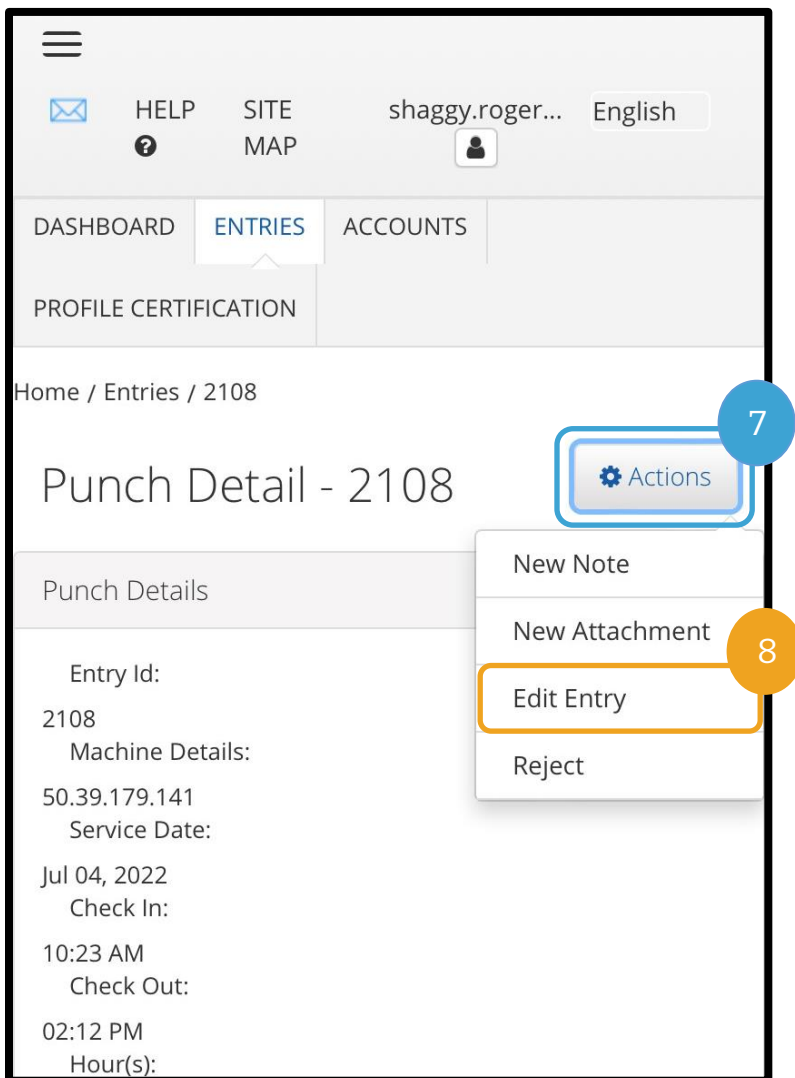 HELP SITE shaggy.roger... English
MAP
DASHBOARD ENTRIES ACCOUNTS
PROFILE CERTIFICATION
Home / Entries / 2108
7
Punch Detail - 2108 Actions
New Note
Punch Details
New Attachment
8
Entry Id:
Edit Entry
2108
Machine Details:
Reject
50.39.179.141
Service Date:
Jul 04, 2022
Check In:
10:23 AM
Check Out:
02:12 PM
Hour(s):